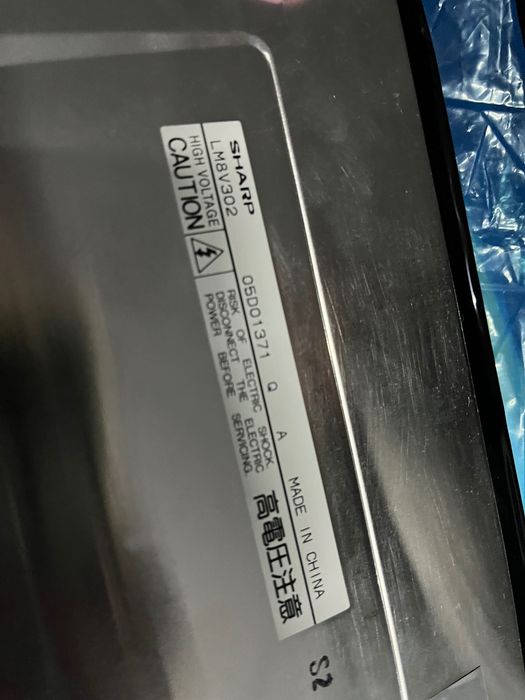 SHARP
LM8V302 05D01371 Q A MADE IN CHINA
HIGH VOLTAGE
CAUTION
RISK OF ELECTRIC SHOCK.
DISCONNECT THE ELECTRIC
POWER BEFORE SERVICING.
高電圧注意
S2